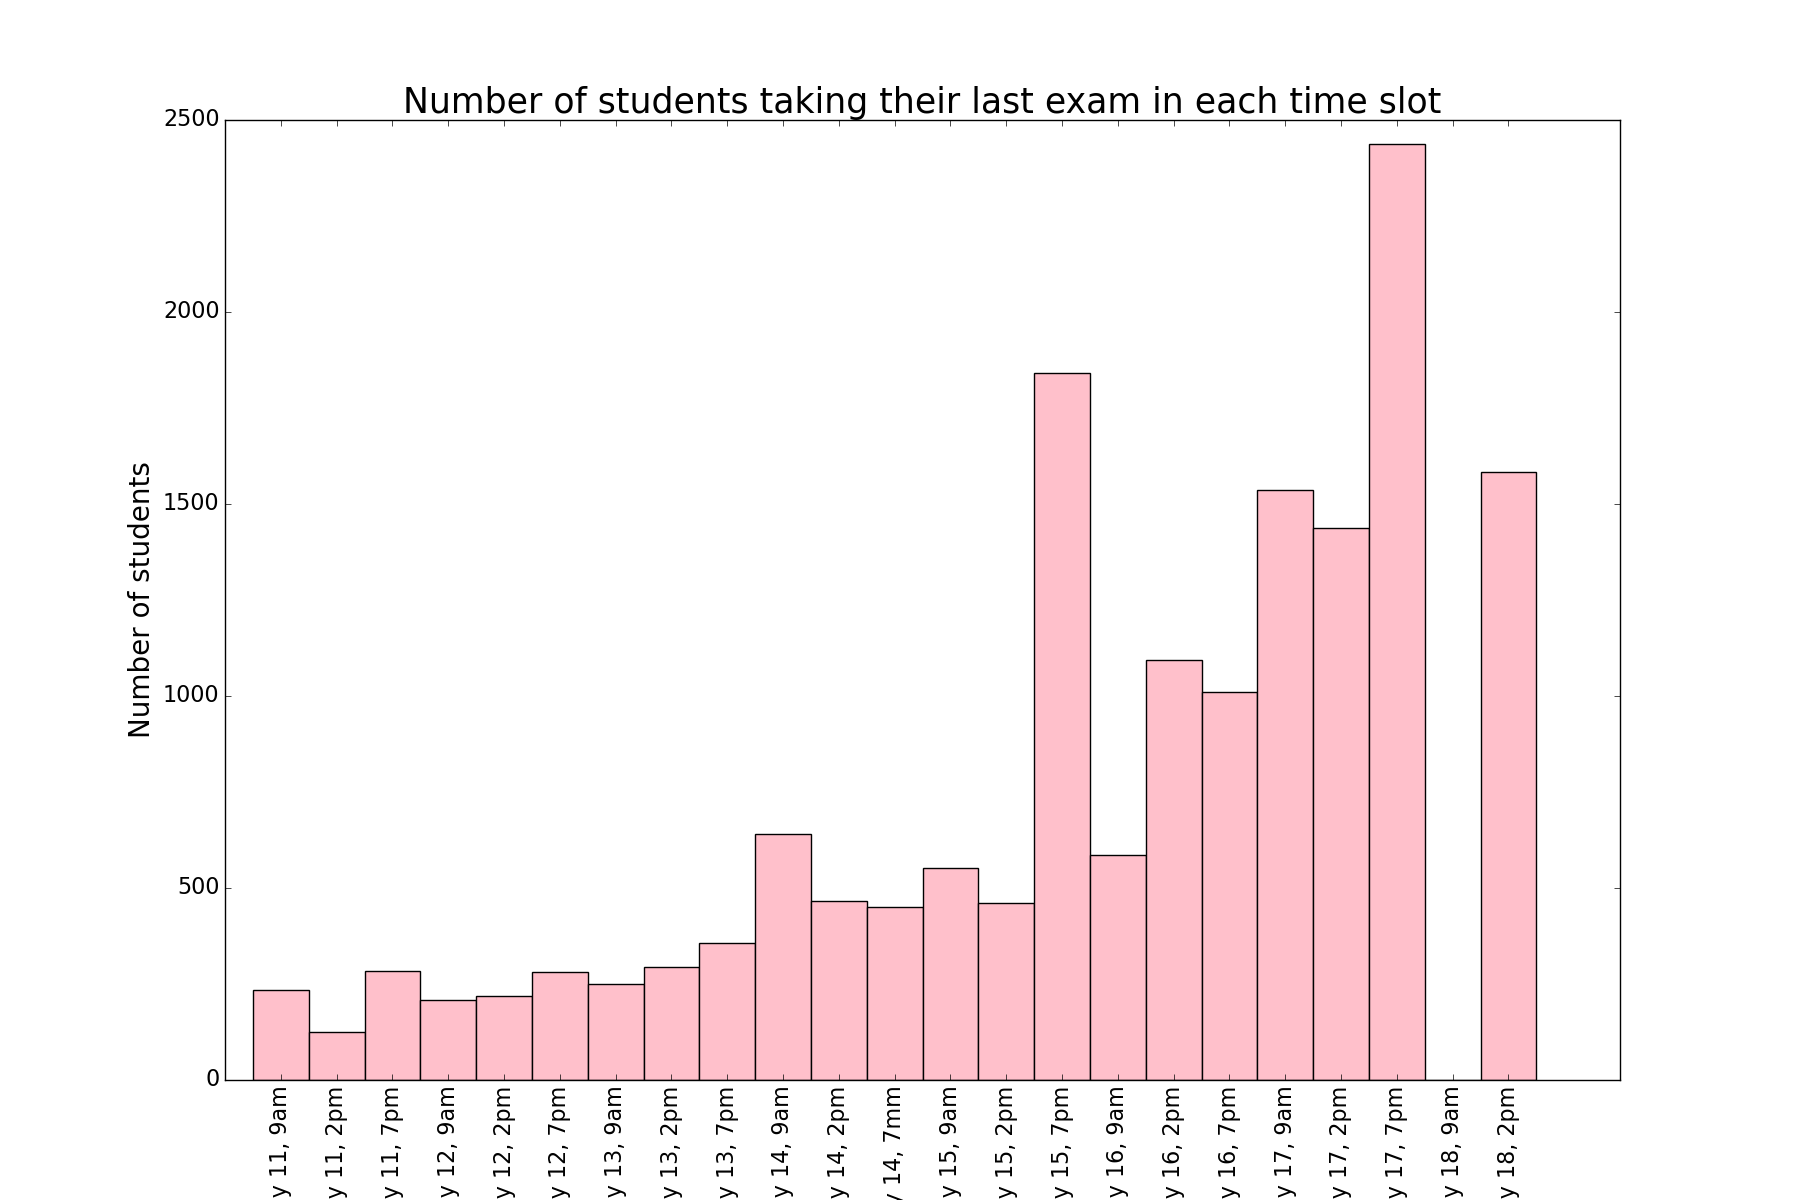 Number of students taking their last exam in each time slot
2500
2000
1500
1000
500
0
Number of students
y 11, 9am
y 11, 2pm
y 11, 7pm
y 12, 9am
y 12, 2pm
y 12, 7pm
y 13, 9am
y 13, 2pm
y 13, 7pm
y 14, 9am
y 14, 2pm
y 14, 7mm
y 15, 9am
y 15, 2pm
y 15, 7pm
y 16, 9am
y 16, 2pm
y 16, 7pm
y 17, 9am
y 17, 2pm
y 17, 7pm
y 18, 9am
y 18, 2pm